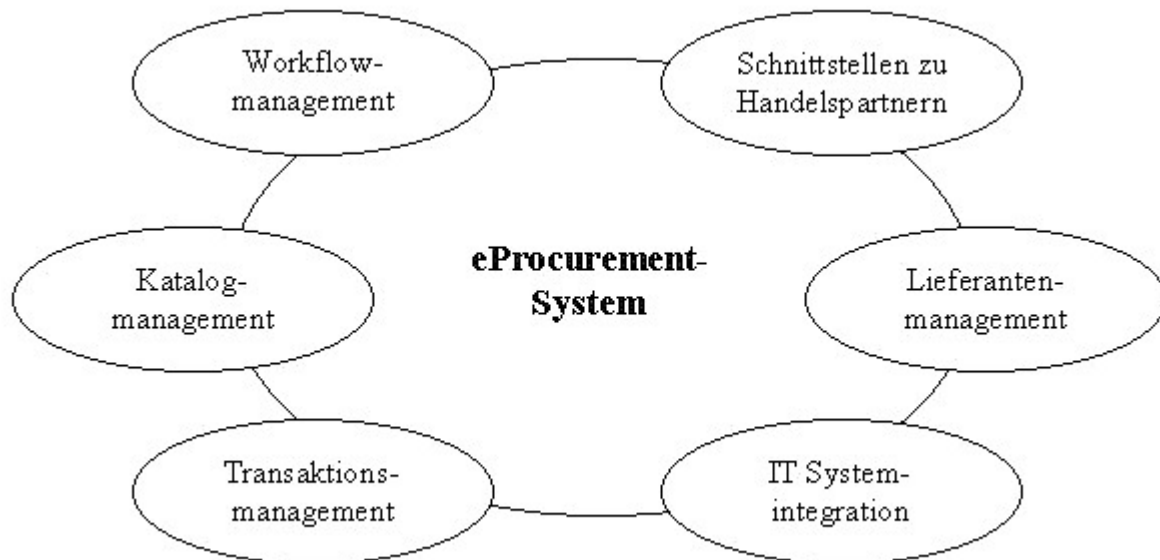 Workflow-
management
Schnittstellen zu
Handelspartnern
Katalog-
management
eProcurement-
System
Lieferanten-
management
Transaktions-
management
IT System-
integration